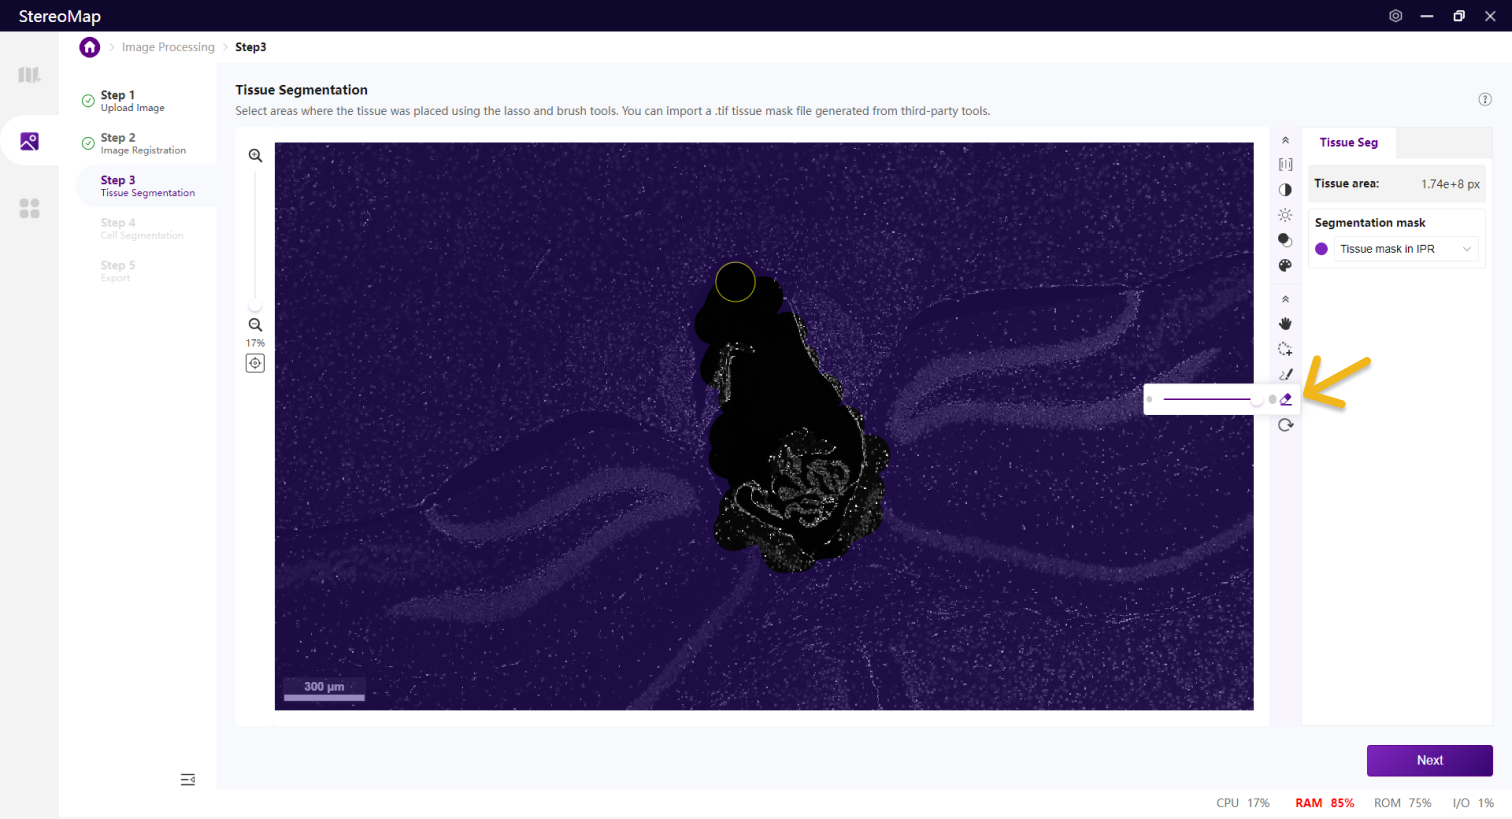 StereoMap
Image Processing
Step3
Step 1
Upload Image
Step 2
Image Registration
Step 3
Tissue Segmentation
Step 4
Cell Segmentation
Step 5
Export
Tissue Segmentation
Select areas where the tissue was placed using the lasso and brush tools. You can import a .tif tissue mask file generated from third-party tools.
17%
300 μm
Tissue Seg
Tissue area: 1.74e+8 px
Segmentation mask
Tissue mask in IPR
Next
CPU 17% RAM 85% ROM 75% I/O 1%